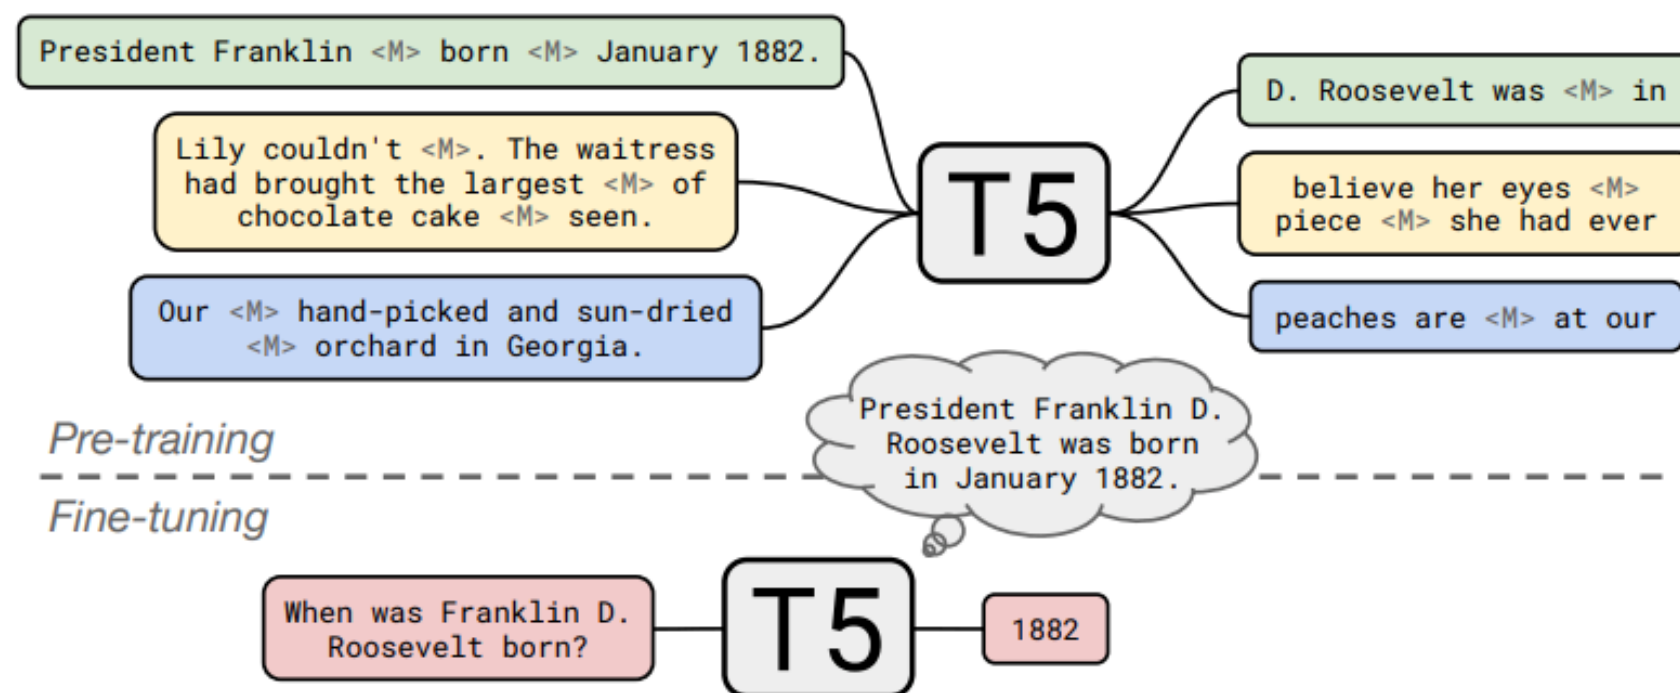 President Franklin <M> born <M> January 1882.
D. Roosevelt was <M> in
Lily couldn't <M>. The waitress
had brought the largest <M> of
chocolate cake <M> seen.
T5
believe her eyes <M>
piece <M> she had ever
Our <M> hand-picked and sun-dried
<M> orchard in Georgia.
peaches are <M> at our
President Franklin D.
Roosevelt was born
in January 1882.
Pre-training
Fine-tuning
When was Franklin D.
Roosevelt born?
T5
1882